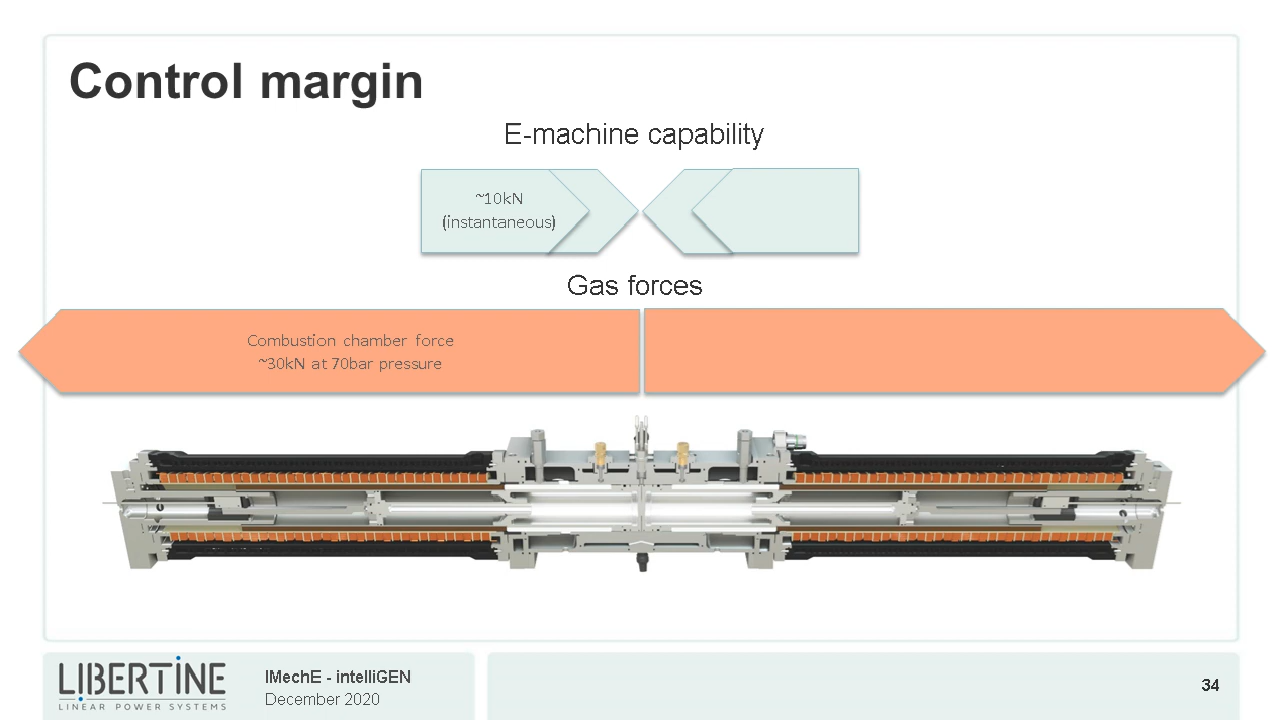 Control margin
E-machine capability
~10kN
(instantaneous)
Gas forces
Combustion chamber force
~30kN at 70bar pressure
LIBERTINE
LINEAR POWER SYSTEMS
IMechE - intelliGEN
December 2020
34